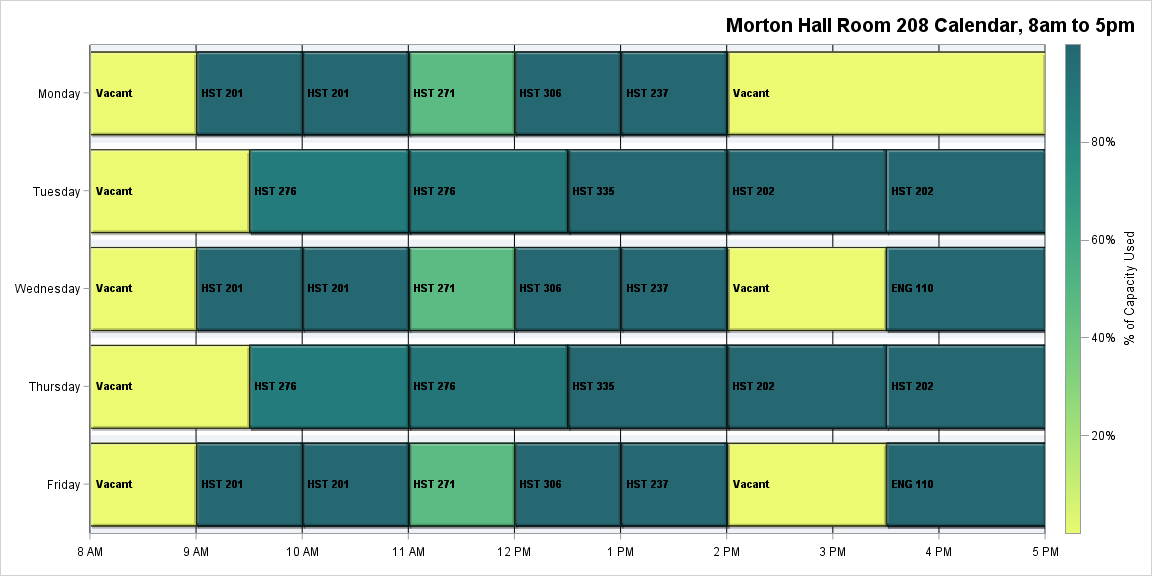 Morton Hall Room 208 Calendar, 8am to 5pm
Monday
Vacant
HST 201
HST 201
HST 271
HST 306
HST 237
Vacant
Tuesday
Vacant
HST 276
HST 276
HST 335
HST 202
HST 202
Wednesday
Vacant
HST 201
HST 201
HST 271
HST 306
HST 237
Vacant
ENG 110
Thursday
Vacant
HST 276
HST 276
HST 335
HST 202
HST 202
Friday
Vacant
HST 201
HST 201
HST 271
HST 306
HST 237
Vacant
ENG 110
8 AM
9 AM
10 AM
11 AM
12 PM
1 PM
2 PM
3 PM
4 PM
5 PM
80%
60%
40%
20%
% of Capacity Used